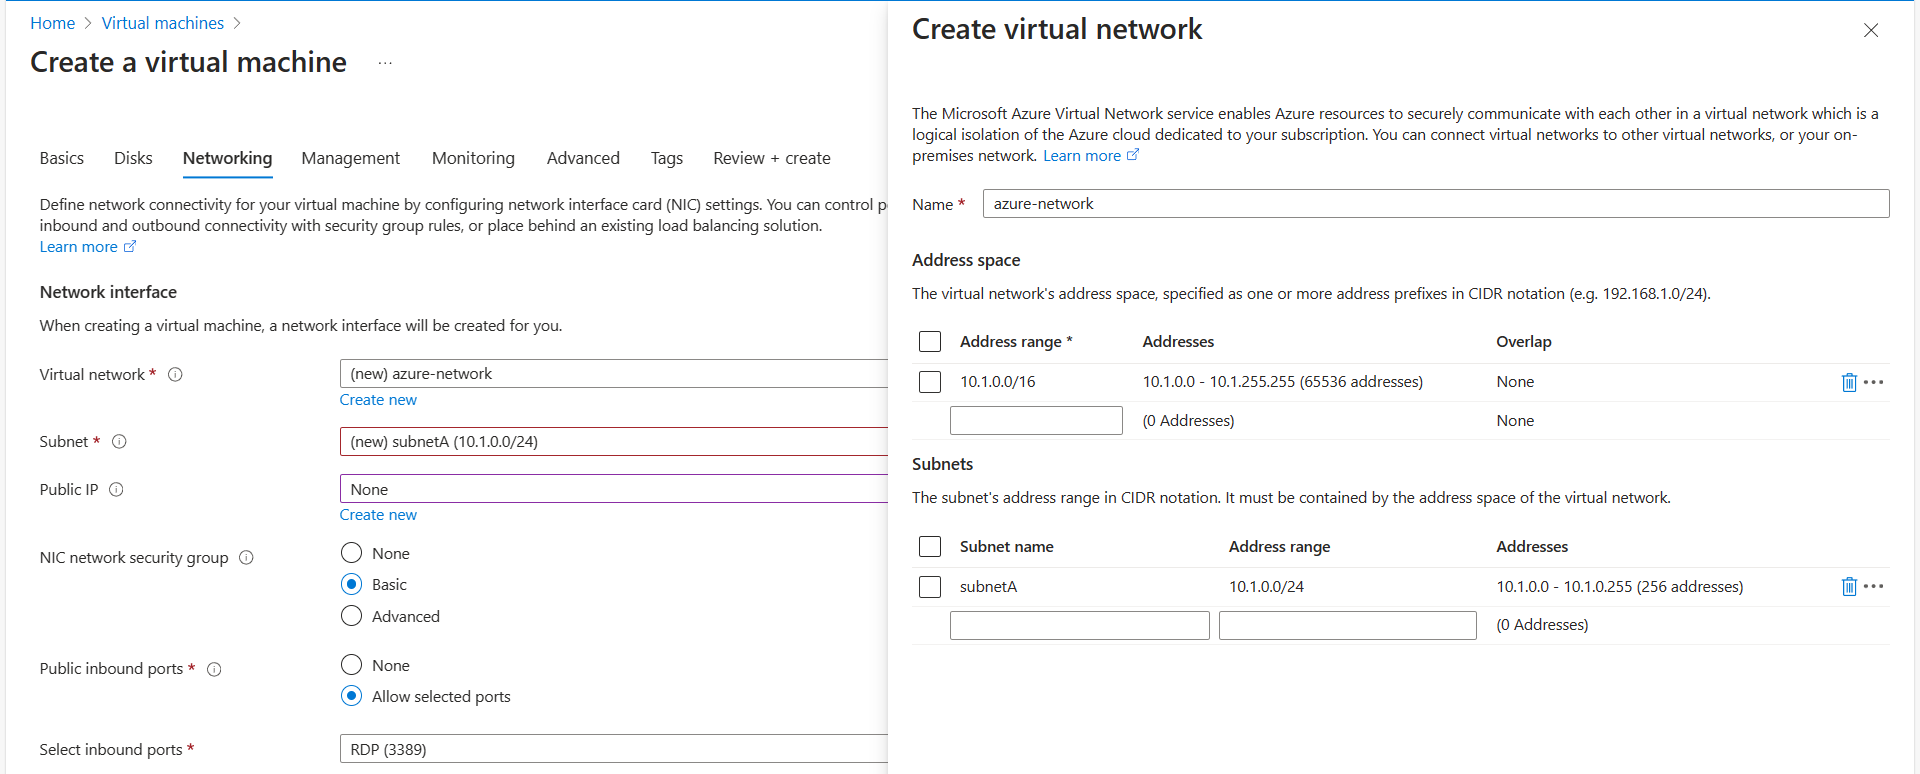 Home > Virtual machines >
Create a virtual machine ...
Basics Disks Networking Management Monitoring Advanced Tags Review + create
Define network connectivity for your virtual machine by configuring network interface card (NIC) settings. You can control
inbound and outbound connectivity with security group rules, or place behind an existing load balancing solution.
Learn more
Network interface
When creating a virtual machine, a network interface will be created for you.
Virtual network *
(new) azure-network
Create new
Subnet *
(new) subnetA (10.1.0.0/24)
Public IP
None
Create new
NIC network security group
None
Basic
Advanced
Public inbound ports *
None
Allow selected ports
Select inbound ports *
RDP (3389)
Create virtual network
The Microsoft Azure Virtual Network service enables Azure resources to securely communicate with each other in a virtual network which is a
logical isolation of the Azure cloud dedicated to your subscription. You can connect virtual networks to other virtual networks, or your on-
premises network. Learn more
Name * azure-network
Address space
The virtual network's address space, specified as one or more address prefixes in CIDR notation (e.g. 192.168.1.0/24).
Address range * Addresses Overlap
10.1.0.0/16 10.1.0.0 - 10.1.255.255 (65536 addresses) None ...
(0 Addresses) None
Subnets
The subnet's address range in CIDR notation. It must be contained by the address space of the virtual network.
Subnet name Address range Addresses
subnetA 10.1.0.0/24 10.1.0.0 - 10.1.0.255 (256 addresses) ...
(0 Addresses)